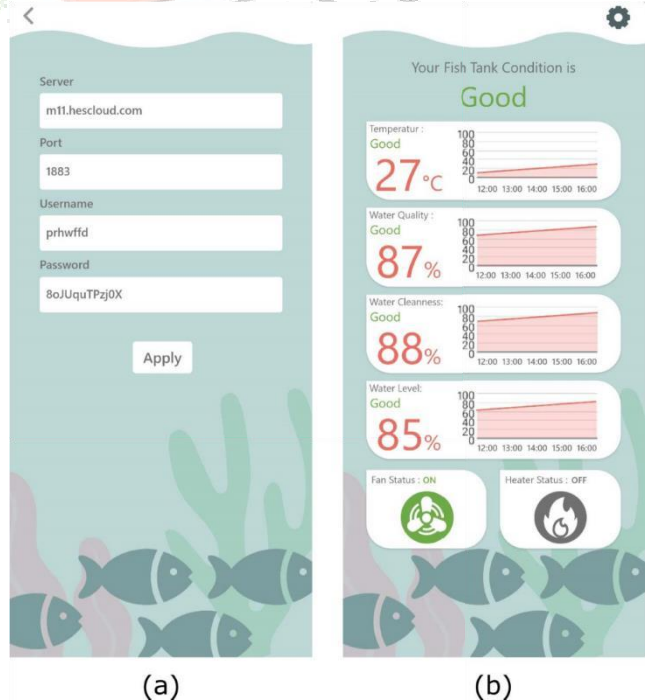 Server
m11.hescloud.com
Port
1883
Username
prhwffd
Password
8oJUquTPzj0X
Apply
(a)
Your Fish Tank Condition is
Good
Temperatur :
Good
27°C
100
80
60
40
20
0
12:00 13:00 14:00 15:00 16:00
Water Quality :
Good
87%
100
80
60
40
20
0
12:00 13:00 14:00 15:00 16:00
Water Cleanness:
Good
88%
100
80
60
40
20
0
12:00 13:00 14:00 15:00 16:00
Water Level:
Good
85%
100
80
60
40
20
0
12:00 13:00 14:00 15:00 16:00
Fan Status : ON
Heater Status : OFF
(b)